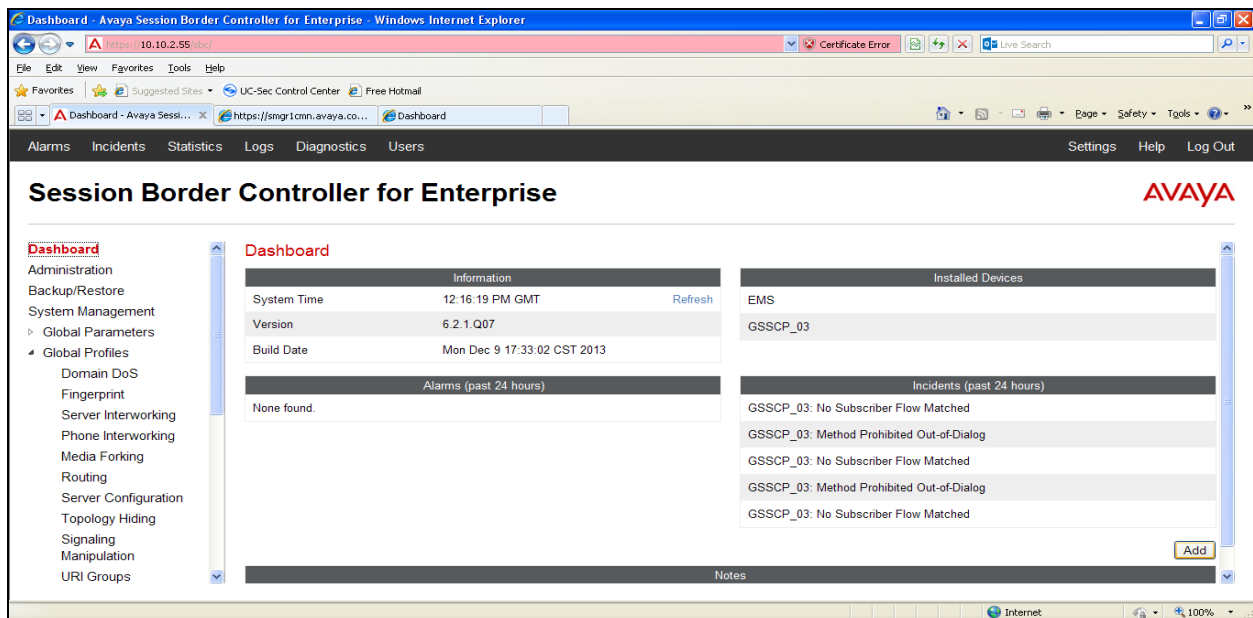 Dashboard - Avaya Session Border Controller for Enterprise - Windows Internet Explorer
https://10.10.2.55/sbc/
Certificate Error
Live Search
File Edit View Favorites Tools Help
Favorites Suggested Sites UC-Sec Control Center Free Hotmail
Dashboard - Avaya Sessi... X https://smgr1cmn.avaya.co... Dashboard
Page Safety Tools »
Alarms Incidents Statistics Logs Diagnostics Users
Settings Help Log Out
Session Border Controller for Enterprise
AVAYA
Dashboard
Administration
Backup/Restore
System Management
Global Parameters
Global Profiles
Domain DoS
Fingerprint
Server Interworking
Phone Interworking
Media Forking
Routing
Server Configuration
Topology Hiding
Signaling
Manipulation
URI Groups
Dashboard
Information
System Time 12:16:19 PM GMT Refresh
Version 6.2.1.Q07
Build Date Mon Dec 9 17:33:02 CST 2013
Installed Devices
EMS
GSSCP_03
Alarms (past 24 hours)
None found.
Incidents (past 24 hours)
GSSCP_03: No Subscriber Flow Matched
GSSCP_03: Method Prohibited Out-of-Dialog
GSSCP_03: No Subscriber Flow Matched
GSSCP_03: Method Prohibited Out-of-Dialog
GSSCP_03: No Subscriber Flow Matched
Add
Notes
Internet
100%